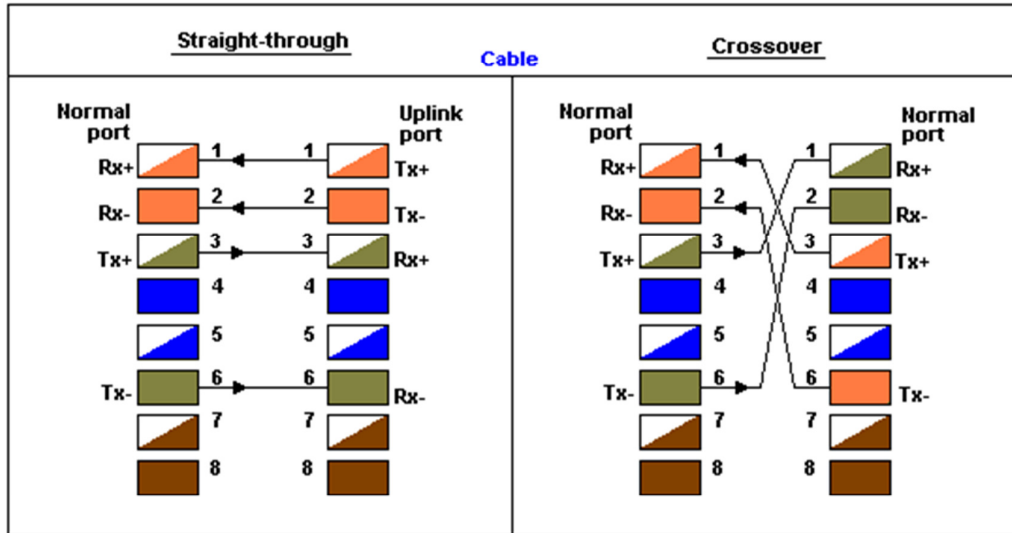 Straight-through
Cable
Crossover
Normal port
Uplink port
Rx+ 1 1 Tx+
Rx- 2 2 Tx-
Tx+ 3 3 Rx+
4 4
5 5
Tx- 6 6 Rx-
7 7
8 8
Normal port
Normal port
Rx+ 1 1 Rx+
Rx- 2 2 Rx-
Tx+ 3 3 Tx+
4 4
5 5
Tx- 6 6 Tx-
7 7
8 8